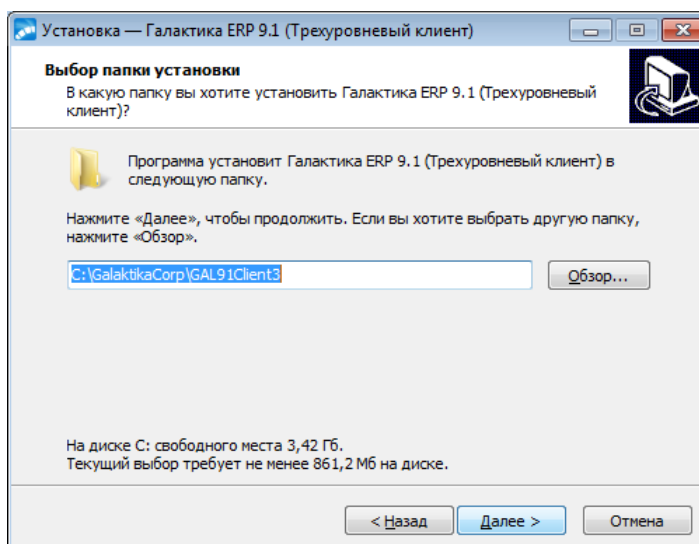 Установка — Галактика ERP 9.1 (Трехуровневый клиент)
Выбор папки установки
В какую папку вы хотите установить Галактика ERP 9.1 (Трехуровневый
клиент)?
Программа установит Галактика ERP 9.1 (Трехуровневый клиент) в
следующую папку.
Нажмите «Далее», чтобы продолжить. Если вы хотите выбрать другую папку,
нажмите «Обзор».
C:\GalaktikaCorp\GAL91Client3
Обзор...
На диске C: свободного места 3,42 Гб.
Текущий выбор требует не менее 861,2 Мб на диске.
< Назад
Далее >
Отмена